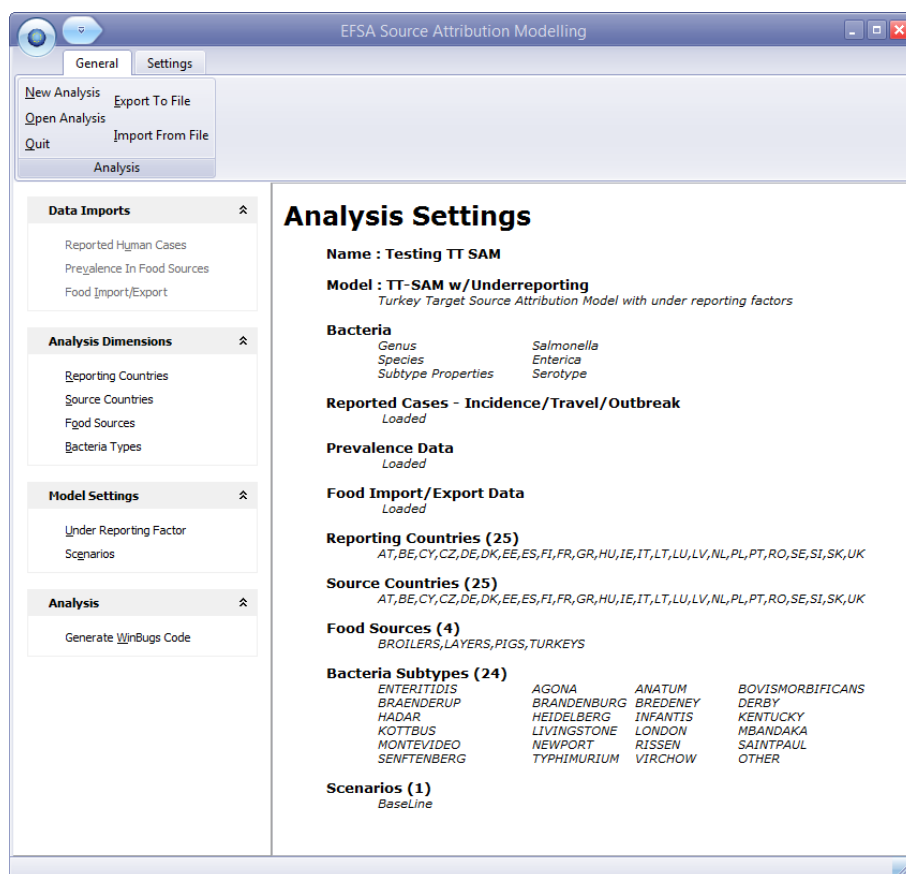 EFSA Source Attribution Modelling
General Settings
New Analysis
Open Analysis
Quit
Export To File
Import From File
Analysis
Data Imports
Reported Human Cases
Prevalence In Food Sources
Food Import/Export
Analysis Dimensions
Reporting Countries
Source Countries
Food Sources
Bacteria Types
Model Settings
Under Reporting Factor
Scenarios
Analysis
Generate WinBugs Code
Analysis Settings
Name : Testing TT SAM
Model : TT-SAM w/Underreporting
Turkey Target Source Attribution Model with under reporting factors
Bacteria
Genus Salmonella
Species Enterica
Subtype Properties Serotype
Reported Cases - Incidence/Travel/Outbreak
Loaded
Prevalence Data
Loaded
Food Import/Export Data
Loaded
Reporting Countries (25)
AT,BE,CY,CZ,DE,DK,EE,ES,FI,FR,GR,HU,IE,IT,LT,LU,LV,NL,PL,PT,RO,SE,SI,SK,UK
Source Countries (25)
AT,BE,CY,CZ,DE,DK,EE,ES,FI,FR,GR,HU,IE,IT,LT,LU,LV,NL,PL,PT,RO,SE,SI,SK,UK
Food Sources (4)
BROILERS,LAYERS,PIGS,TURKEYS
Bacteria Subtypes (24)
ENTERITIDIS AGONA ANATUM BOVISMORBIFICANS
BRAENDERUP BRANDENBURG BREDENEY DERBY
HADAR HEIDELBERG INFANTIS KENTUCKY
KOTTBUS LIVINGSTONE LONDON MBANDAKA
MONTEVIDEO NEWPORT RISSEN SAINTPAUL
SENFTENBERG TYPHIMURIUM VIRCHOW OTHER
Scenarios (1)
BaseLine